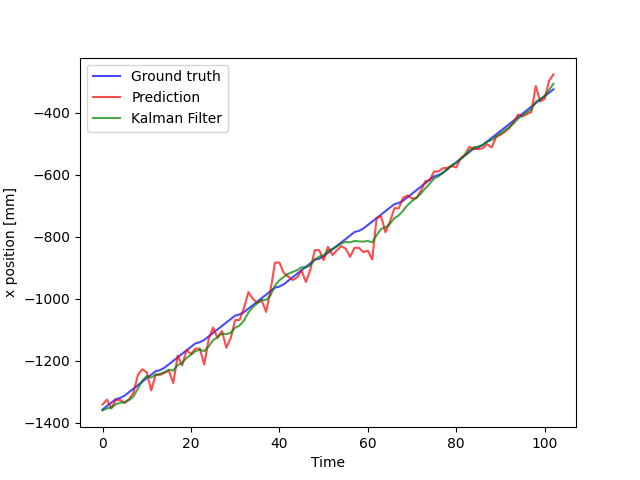 Ground truth
Prediction
Kalman Filter
−400
−600
−800
−1000
−1200
−1400
x position [mm]
0 20 40 60 80 100
Time